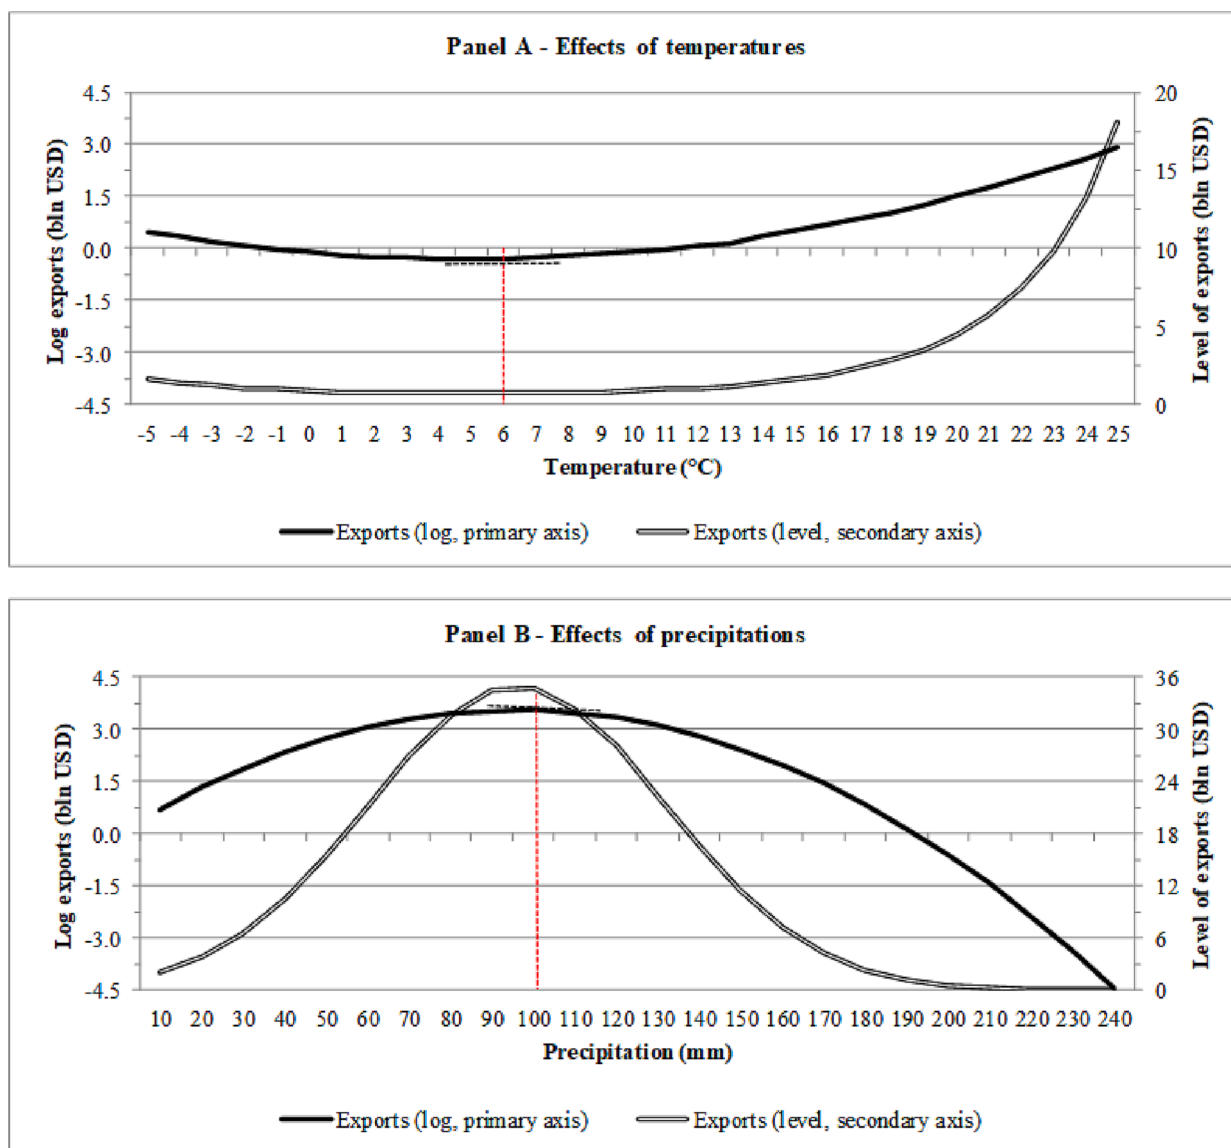 Panel A - Effects of temperatures
Log exports (bln USD)
4.5
3.0
1.5
0.0
-1.5
-3.0
-4.5
20
15
10
5
0
Level of exports (bln USD)
-5 -4 -3 -2 -1 0 1 2 3 4 5 6 7 8 9 10 11 12 13 14 15 16 17 18 19 20 21 22 23 24 25
Temperature (°C)
Exports (log, primary axis) Exports (level, secondary axis)
Panel B - Effects of precipitations
Log exports (bln USD)
4.5
3.0
1.5
0.0
-1.5
-3.0
-4.5
36
30
24
18
12
6
0
Level of exports (bln USD)
10 20 30 40 50 60 70 80 90 100 110 120 130 140 150 160 170 180 190 200 210 220 230 240
Precipitation (mm)
Exports (log, primary axis) Exports (level, secondary axis)